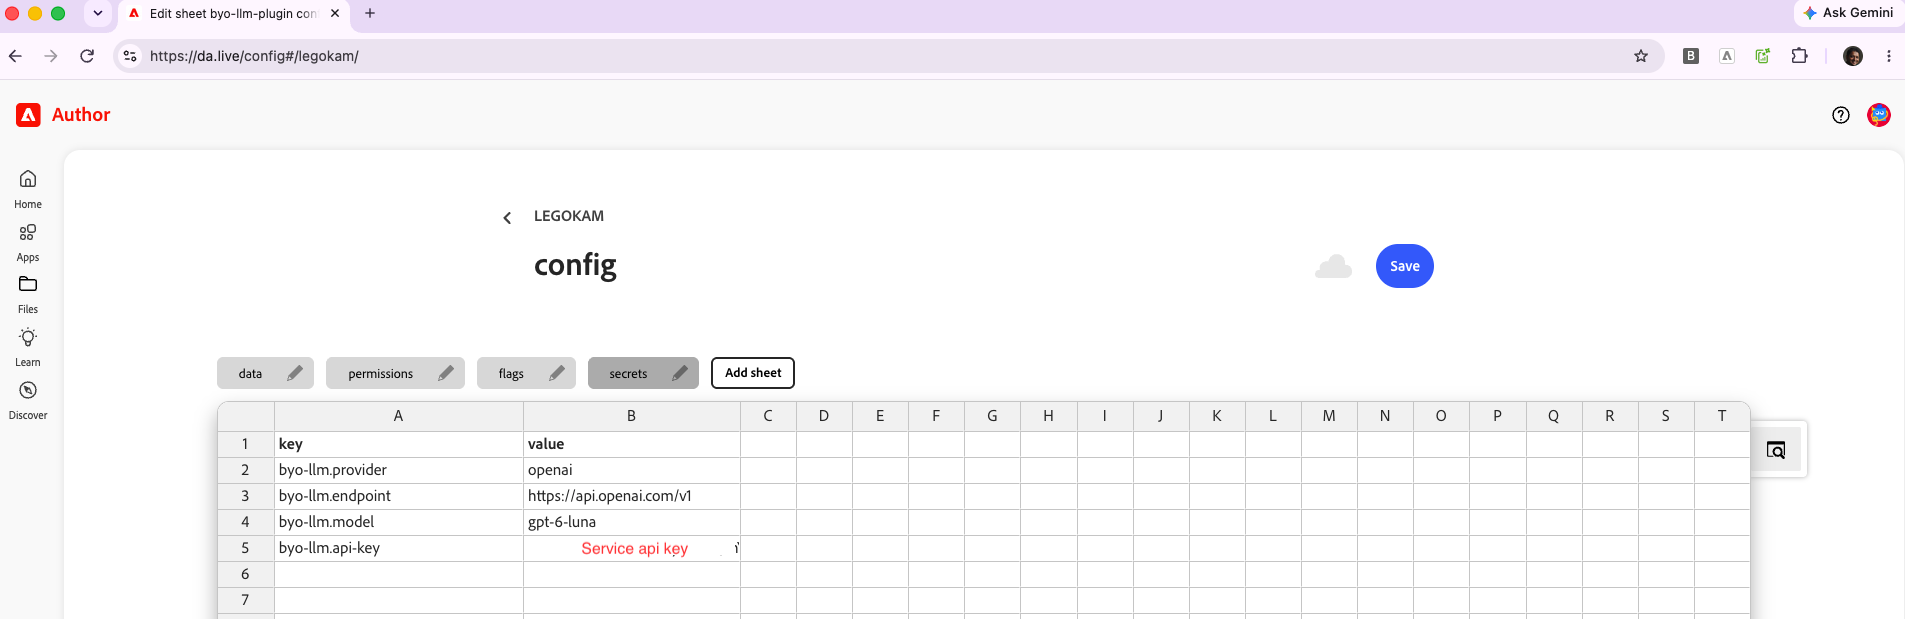 Edit sheet byo-llm-plugin con
Ask Gemini
https://da.live/config#/legokam/
B
Author
Home
Apps
Files
Learn
Discover
LEGOKAM
config
Save
data
permissions
flags
secrets
Add sheet
A B C D E F G H I J K L M N O P Q R S T
1 key value
2 byo-llm.provider openai
3 byo-llm.endpoint https://api.openai.com/v1
4 byo-llm.model gpt-6-luna
5 byo-llm.api-key Service api key
6
7